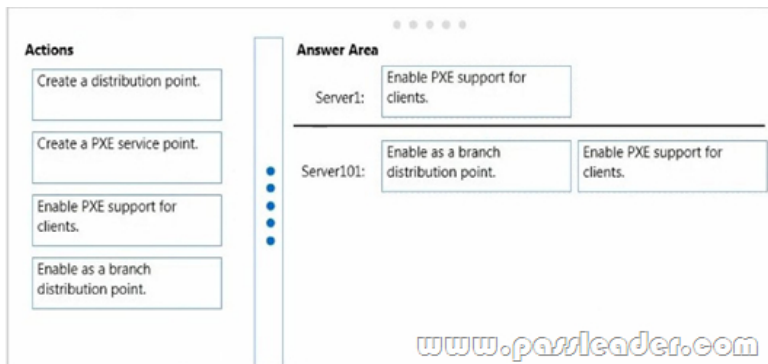 Actions
Create a distribution point.
Create a PXE service point.
Enable PXE support for
clients.
Enable as a branch
distribution point.
Answer Area
Server1:
Enable PXE support for
clients.
Server101:
Enable as a branch
distribution point.
Enable PXE support for
clients.
www.passleader.com